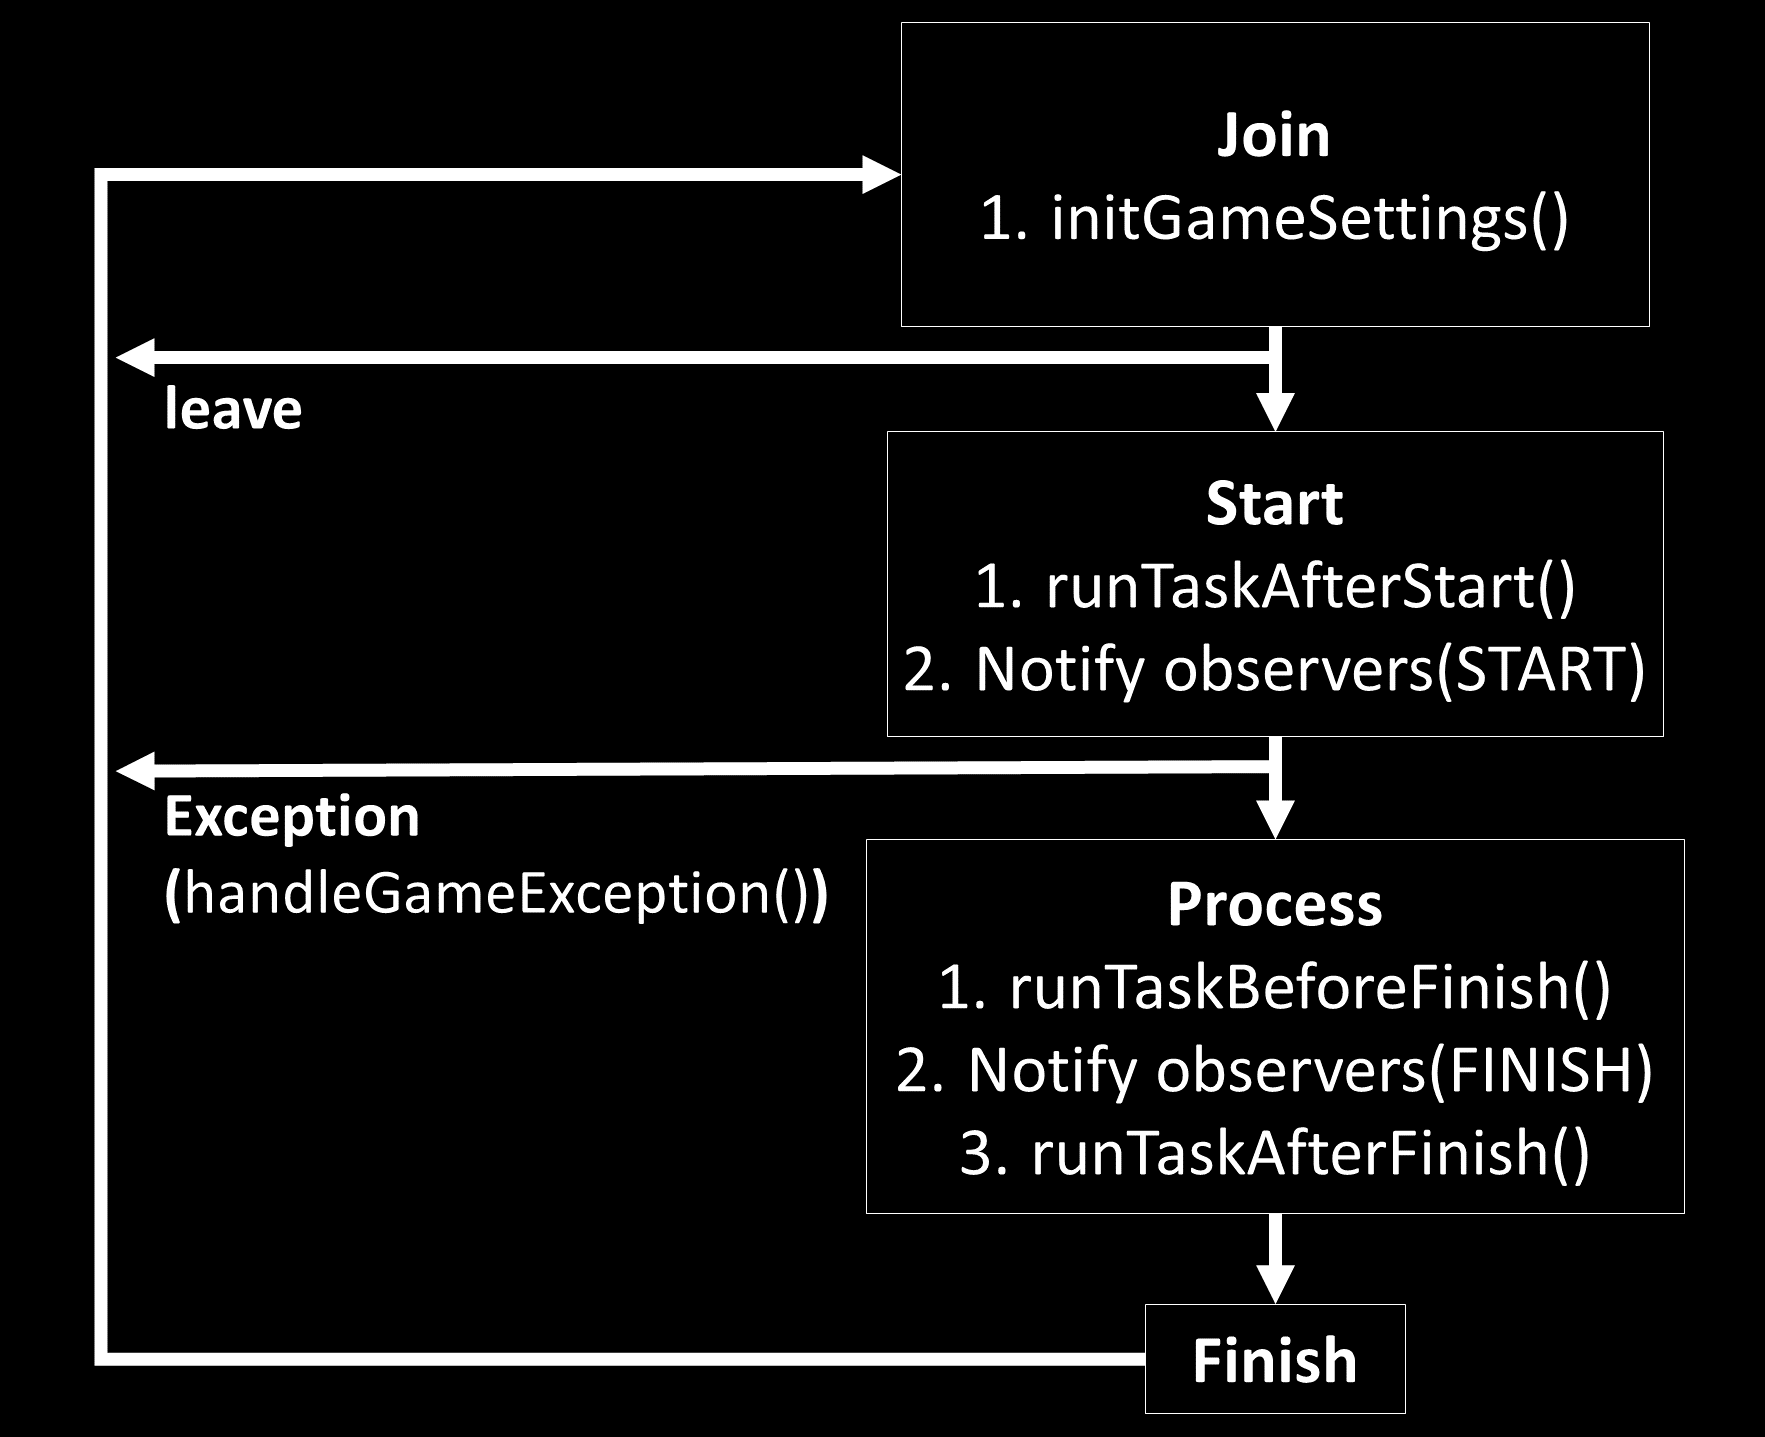 Join
1. initGameSettings()
leave
Start
1. runTaskAfterStart()
2. Notify observers(START)
Exception
(handleGameException())
Process
1. runTaskBeforeFinish()
2. Notify observers(FINISH)
3. runTaskAfterFinish()
Finish